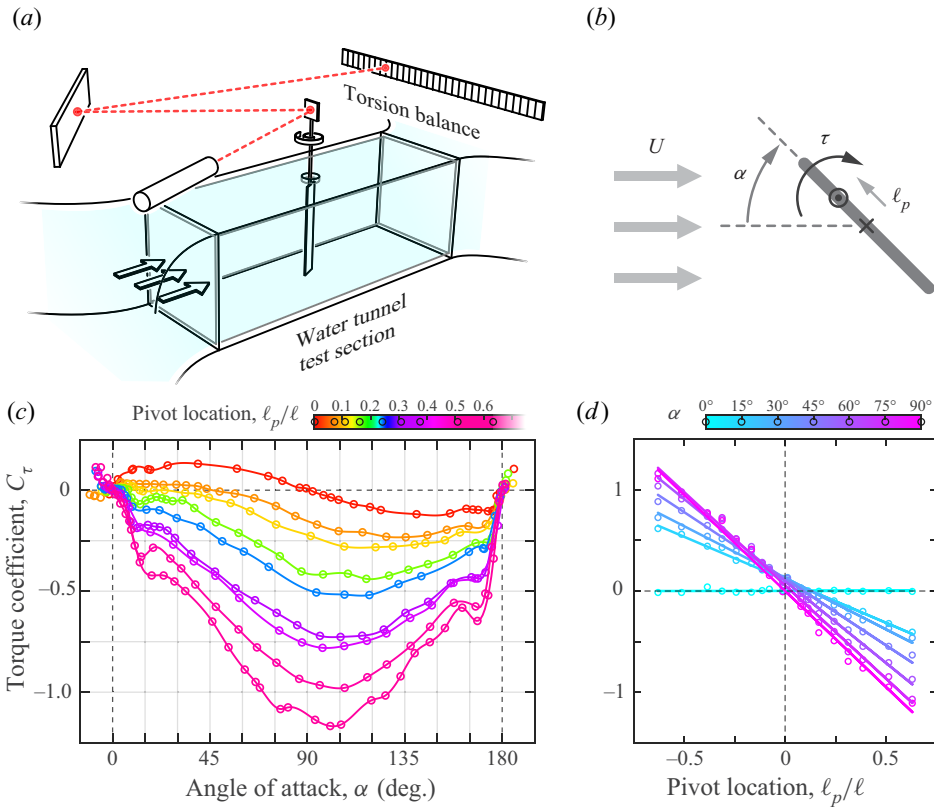 (a)
Torsion balance
Water tunnel
test section
(b)
U
α
τ
ℓp
(c)
Pivot location, ℓp/ℓ
0 0.1 0.2 0.3 0.4 0.5 0.6
Torque coefficient, Cτ
0
−0.5
−1.0
0 45 90 135 180
Angle of attack, α (deg.)
(d)
α
0° 15° 30° 45° 60° 75° 90°
1
0
−1
−0.5 0 0.5
Pivot location, ℓp/ℓ